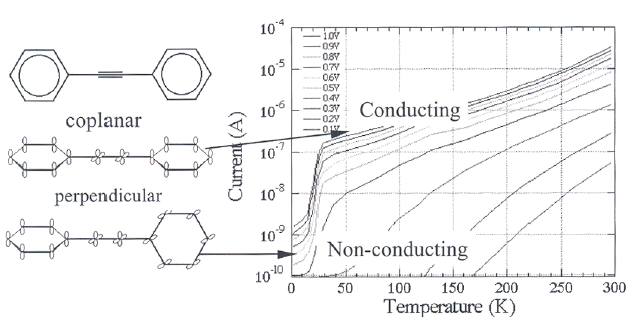 coplanar
perpendicular
Current (A)
10-4
10-5
10-6
10-7
10-8
10-9
10-10
1.0V
0.9V
0.8V
0.7V
0.6V
0.5V
0.4V
0.3V
0.2V
0.1V
Conducting
Non-conducting
0 50 100 150 200 250 300
Temperature (K)